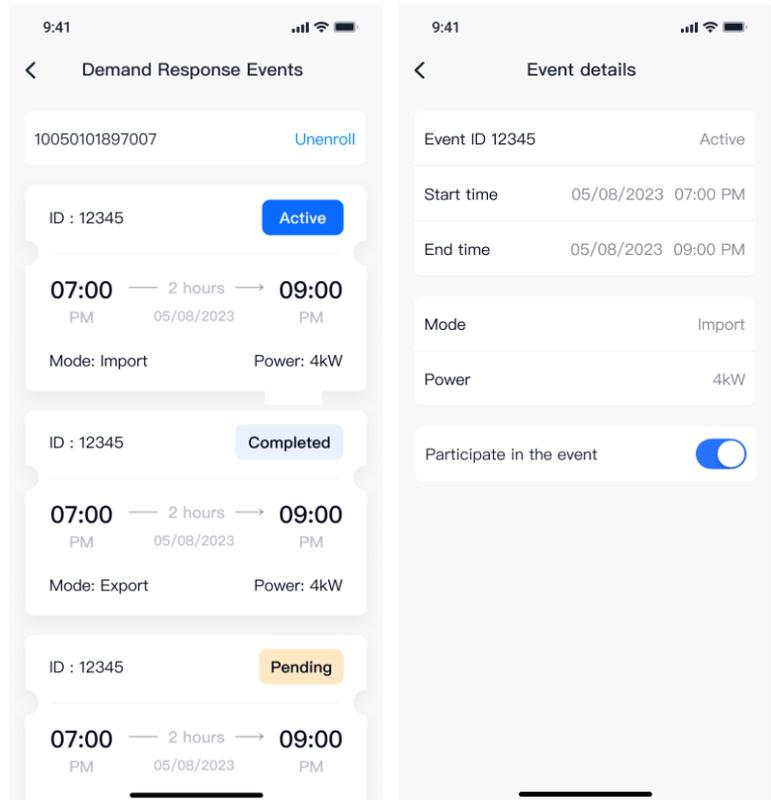 9:41
Demand Response Events
10050101897007 Unenroll
ID : 12345 Active
07:00 2 hours 09:00
PM 05/08/2023 PM
Mode: Import Power: 4kW
ID : 12345 Completed
07:00 2 hours 09:00
PM 05/08/2023 PM
Mode: Export Power: 4kW
ID : 12345 Pending
07:00 2 hours 09:00
PM 05/08/2023 PM
9:41
Event details
Event ID 12345 Active
Start time 05/08/2023 07:00 PM
End time 05/08/2023 09:00 PM
Mode Import
Power 4kW
Participate in the event